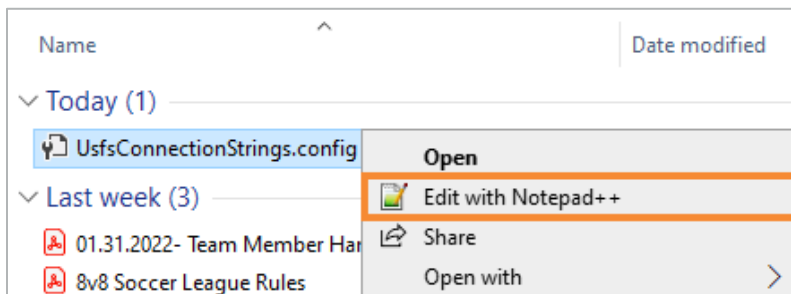 Name Date modified
Today (1)
UsfsConnectionStrings.config
Open
Edit with Notepad++
Last week (3)
Share
01.31.2022- Team Member Har
Open with
8v8 Soccer League Rules